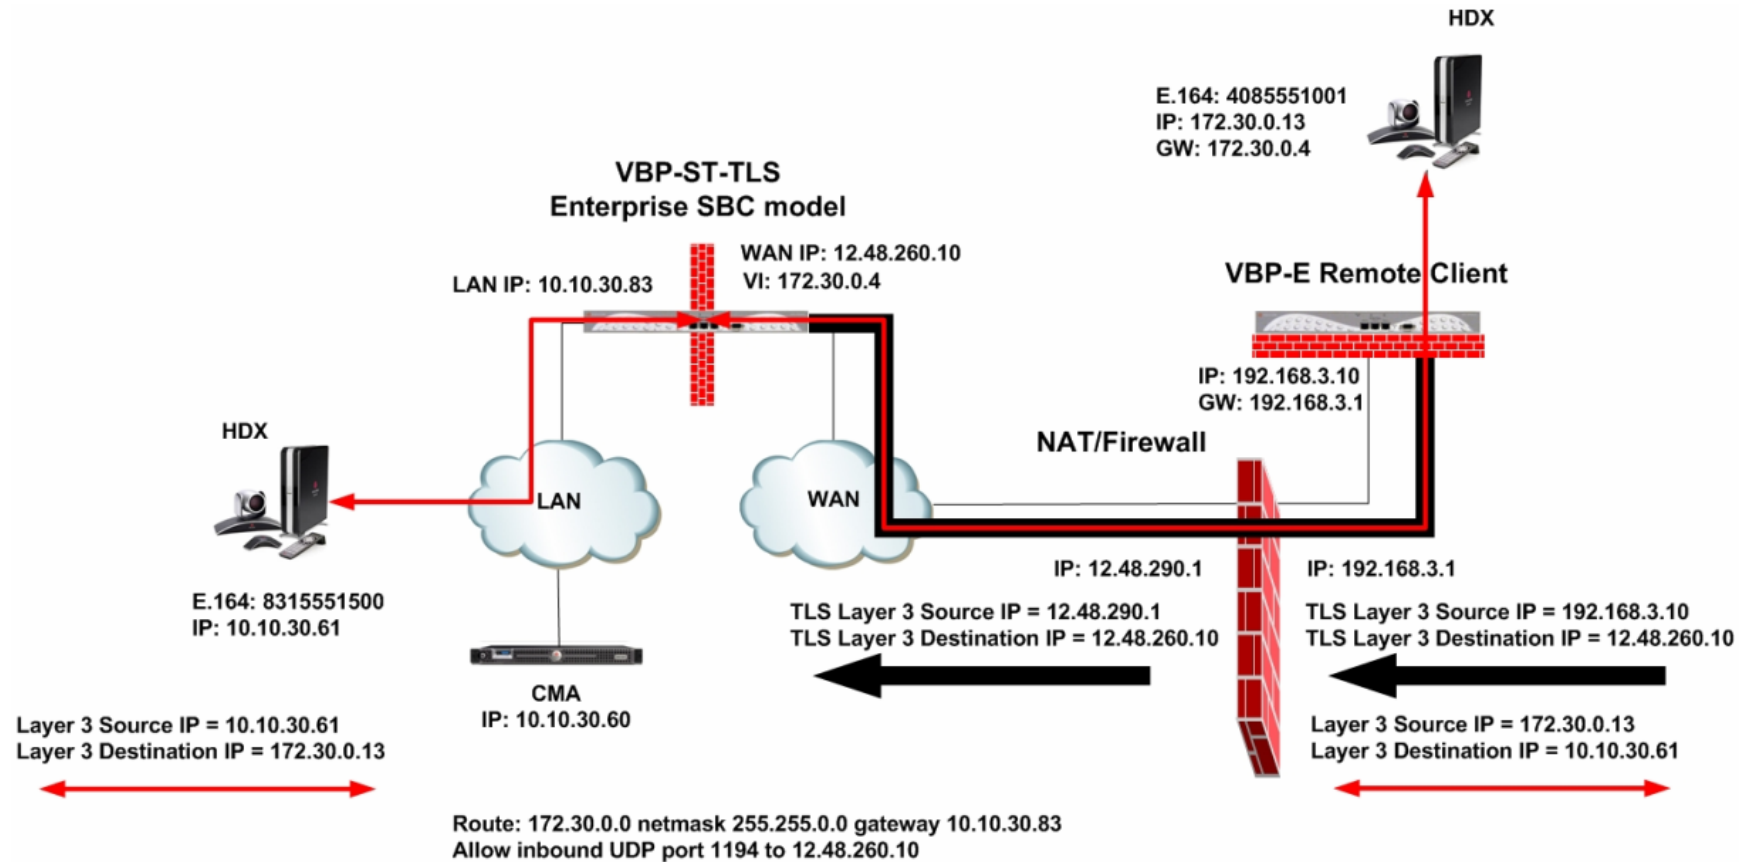 HDX
E.164: 4085551001
IP: 172.30.0.13
GW: 172.30.0.4
VBP-ST-TLS
Enterprise SBC model
WAN IP: 12.48.260.10
VI: 172.30.0.4
LAN IP: 10.10.30.83
VBP-E Remote Client
IP: 192.168.3.10
GW: 192.168.3.1
HDX
NAT/Firewall
LAN
WAN
E.164: 8315551500
IP: 10.10.30.61
IP: 12.48.290.1
IP: 192.168.3.1
TLS Layer 3 Source IP = 12.48.290.1
TLS Layer 3 Destination IP = 12.48.260.10
TLS Layer 3 Source IP = 192.168.3.10
TLS Layer 3 Destination IP = 12.48.260.10
CMA
IP: 10.10.30.60
Layer 3 Source IP = 10.10.30.61
Layer 3 Destination IP = 172.30.0.13
Layer 3 Source IP = 172.30.0.13
Layer 3 Destination IP = 10.10.30.61
Route: 172.30.0.0 netmask 255.255.0.0 gateway 10.10.30.83
Allow inbound UDP port 1194 to 12.48.260.10